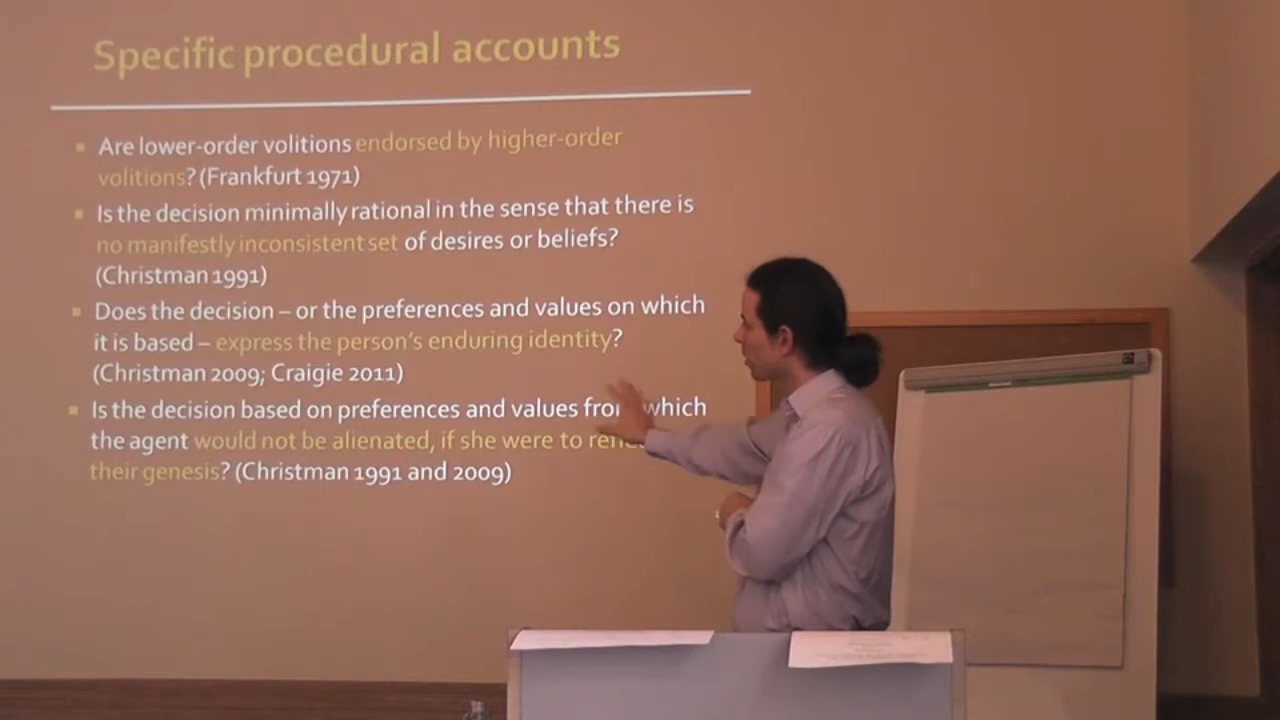 Specific procedural accounts
Are lower-order volitions endorsed by higher-order
volitions? (Frankfurt 1971)
Is the decision minimally rational in the sense that there is
no manifestly inconsistent set of desires or beliefs?
(Christman 1991)
Does the decision – or the preferences and values on which
it is based – express the person's enduring identity?
(Christman 2009; Craigie 2011)
Is the decision based on preferences and values from which
the agent would not be alienated, if she were to
their genesis? (Christman 1991 and 2009)